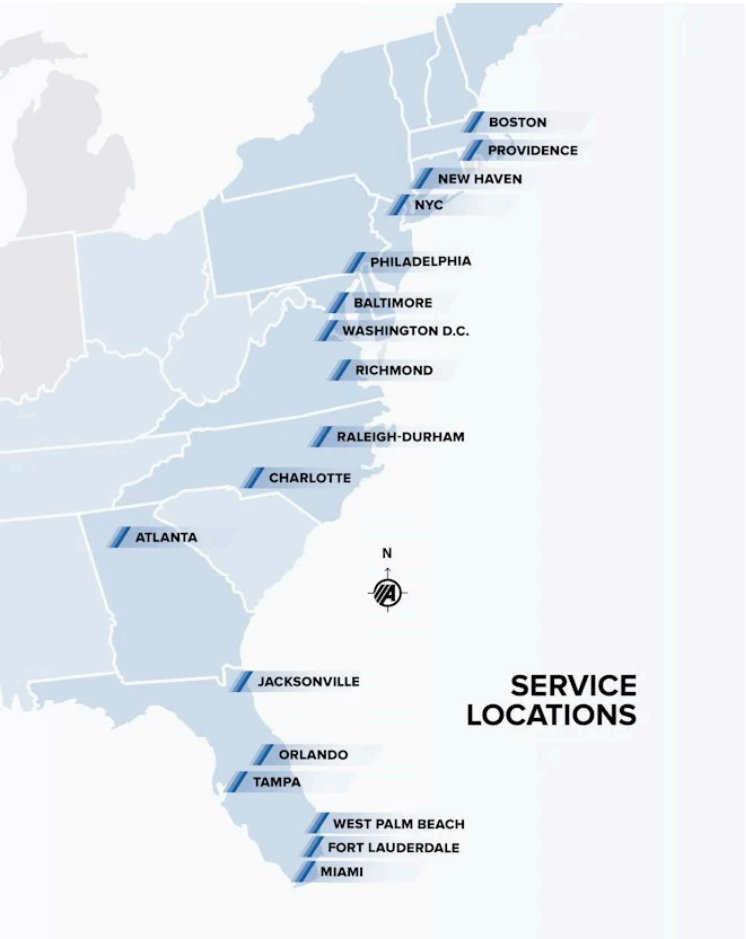 BOSTON
PROVIDENCE
NEW HAVEN
NYC
PHILADELPHIA
BALTIMORE
WASHINGTON D.C.
RICHMOND
RALEIGH-DURHAM
CHARLOTTE
ATLANTA
N
A
JACKSONVILLE
SERVICE
LOCATIONS
ORLANDO
TAMPA
WEST PALM BEACH
FORT LAUDERDALE
MIAMI